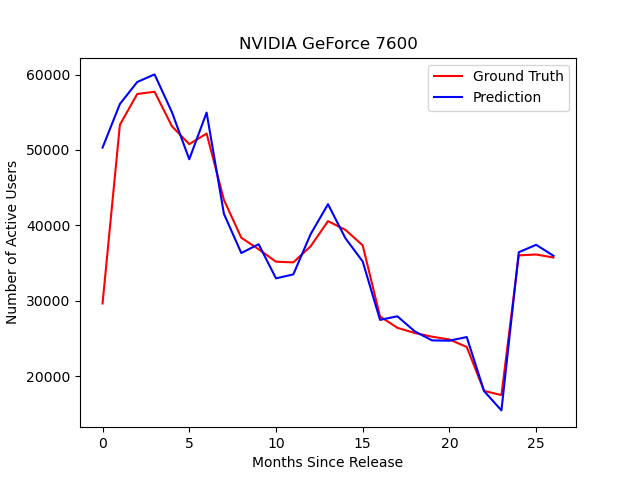 NVIDIA GeForce 7600
Ground Truth
Prediction
Number of Active Users
60000
50000
40000
30000
20000
0 5 10 15 20 25
Months Since Release